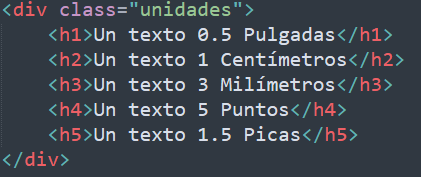 <div class="unidades">
<h1>Un texto 0.5 Pulgadas</h1>
<h2>Un texto 1 Centímetros</h2>
<h3>Un texto 3 Milímetros</h3>
<h4>Un texto 5 Puntos</h4>
<h5>Un texto 1.5 Picas</h5>
</div>